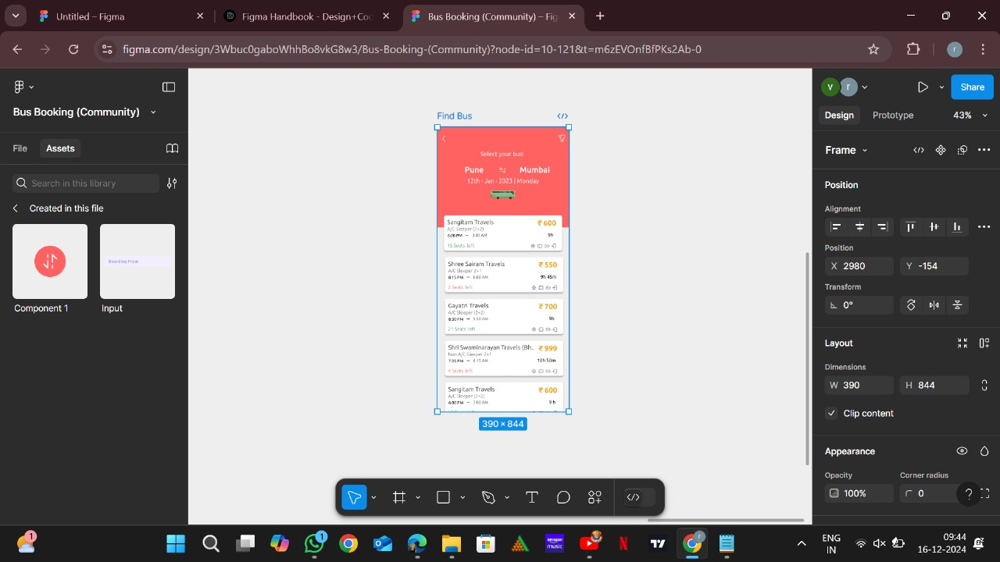 Untitled – Figma
Figma Handbook - Design+Coo
Bus Booking (Community) – Fig
figma.com/design/3Wbuc0gaboWhhBo8vkG8w3/Bus-Booking-(Community)?node-id=10-121&t=m6zEVOnfBfPKs2Ab-0
r
Bus Booking (Community)
File
Assets
Search in this library
Created in this file
Boarding From
Component 1
Input
Find Bus
Select your bus!
Pune
Mumbai
12th - Jan - 2023 | Monday
Sangitam Travels
₹ 600
A/C Sleeper (2+2)
6:00 PM — 3:00 AM
9h
15 Seats left
Shree Sairam Travels
₹ 550
A/C Sleeper 2+1
8:15 PM — 6:00 AM
9h 45m
2 Seats left
Gayatri Travels
₹ 700
A/C Sleeper (2+2)
8:30 PM — 5:30 AM
9h
21 Seats left
Shri Swaminarayan Travels (Bh..
₹ 999
Non A/C Sleeper 2+1
7:25 PM — 6:15 AM
10h 50m
4 Seats left
Sangitam Travels
₹ 600
A/C Sleeper (2+2)
6:00 PM — 3:00 AM
9 h
390 × 844
V
r
Share
Design
Prototype
43%
Frame
Position
Alignment
Position
X 2080
Y -154
Transform
0°
Layout
Dimensions
W 390
H 844
Clip content
Appearance
Opacity
Corner radius
100%
0
?
1
1
amazon music
ENG
IN
09:44
16-12-2024